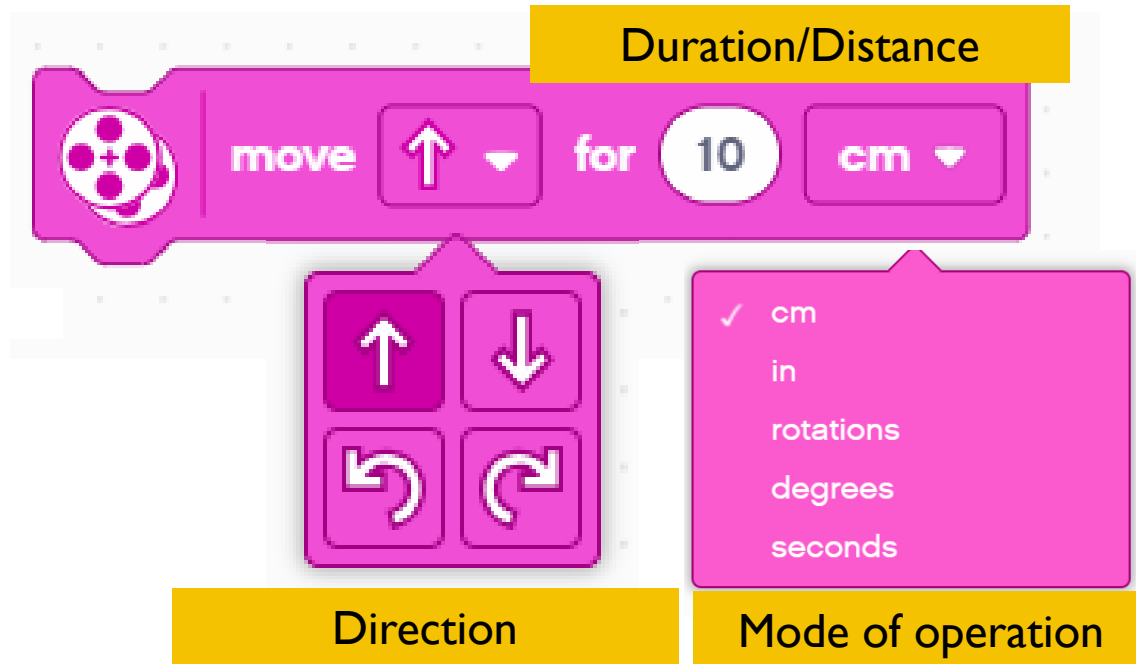 Duration/Distance
move for 10 cm
cm
in
rotations
degrees
seconds
Direction
Mode of operation